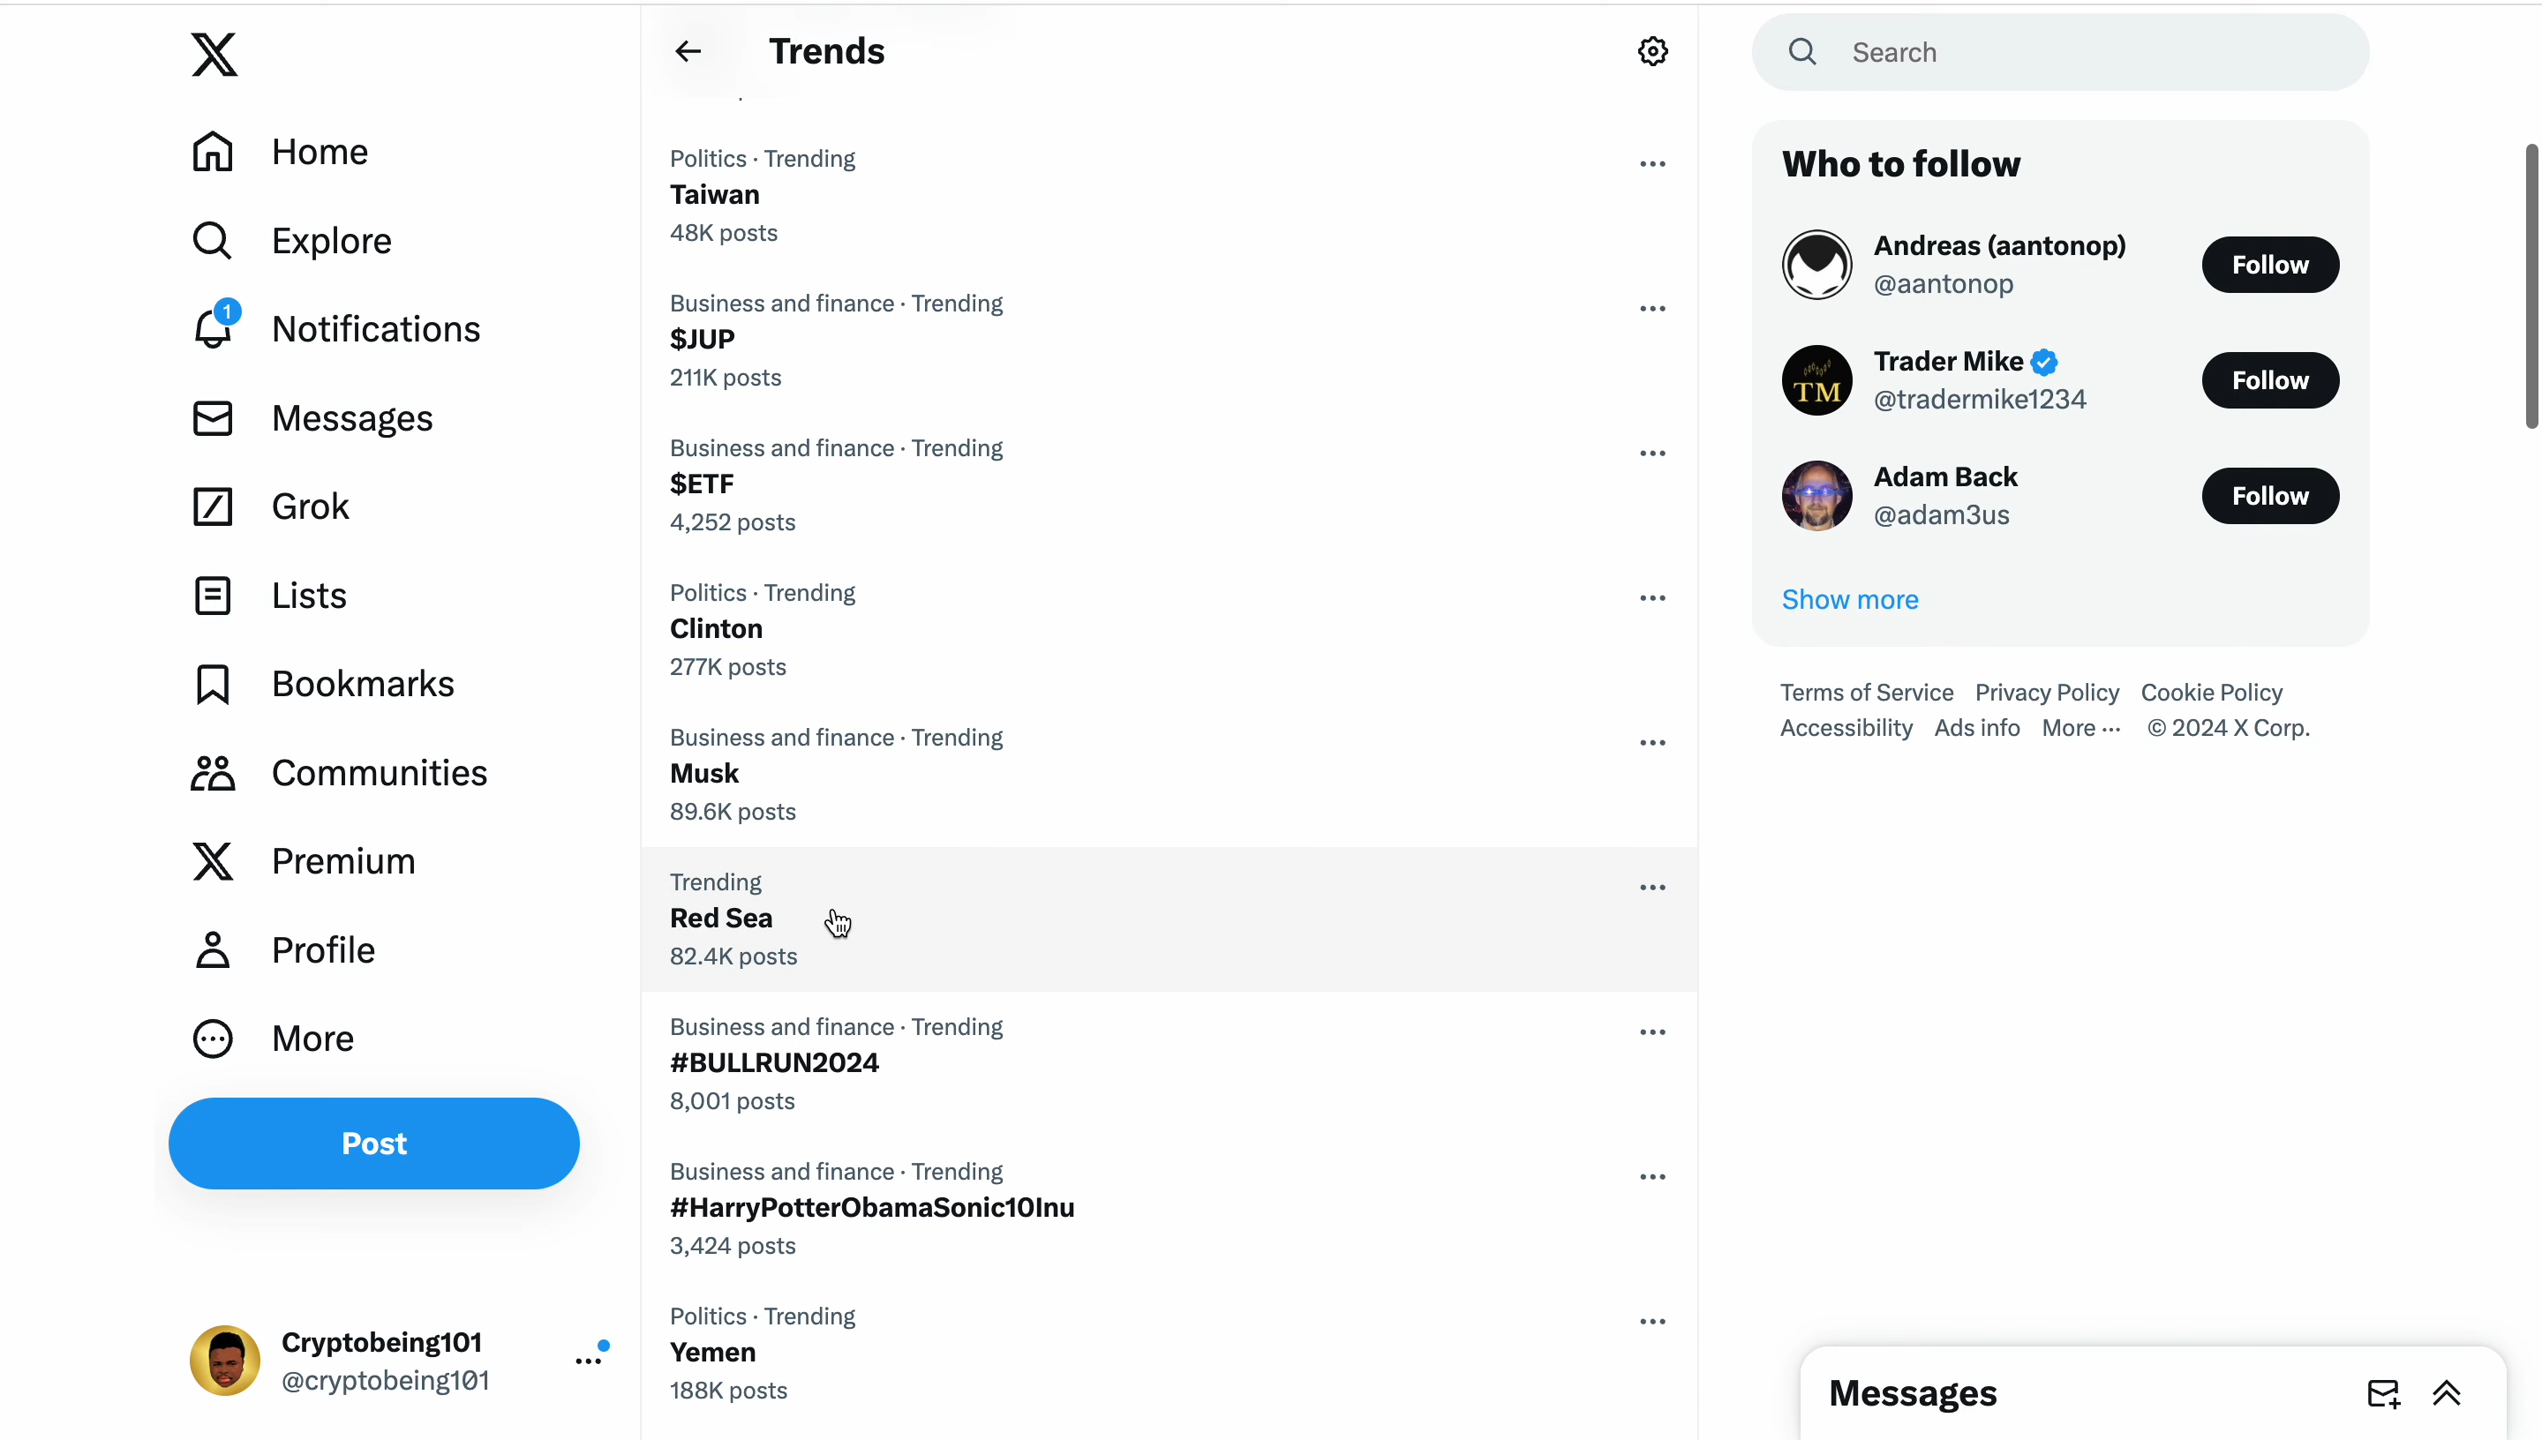 Home
Explore
1
Notifications
Messages
Grok
Lists
Bookmarks
Communities
Premium
Profile
More
Post
Cryptobeing101
@cryptobeing101
Trends
Politics · Trending
Taiwan
48K posts
Business and finance · Trending
$JUP
211K posts
Business and finance · Trending
$ETF
4,252 posts
Politics · Trending
Clinton
277K posts
Business and finance · Trending
Musk
89.6K posts
Trending
Red Sea
82.4K posts
Business and finance · Trending
#BULLRUN2024
8,001 posts
Business and finance · Trending
#HarryPotterObamaSonic10Inu
3,424 posts
Politics · Trending
Yemen
188K posts
Search
Who to follow
Andreas (aantonop)
@aantonop
Follow
TM
Trader Mike
@tradermike1234
Follow
Adam Back
@adam3us
Follow
Show more
Terms of Service Privacy Policy Cookie Policy
Accessibility Ads info More ··· © 2024 X Corp.
Messages